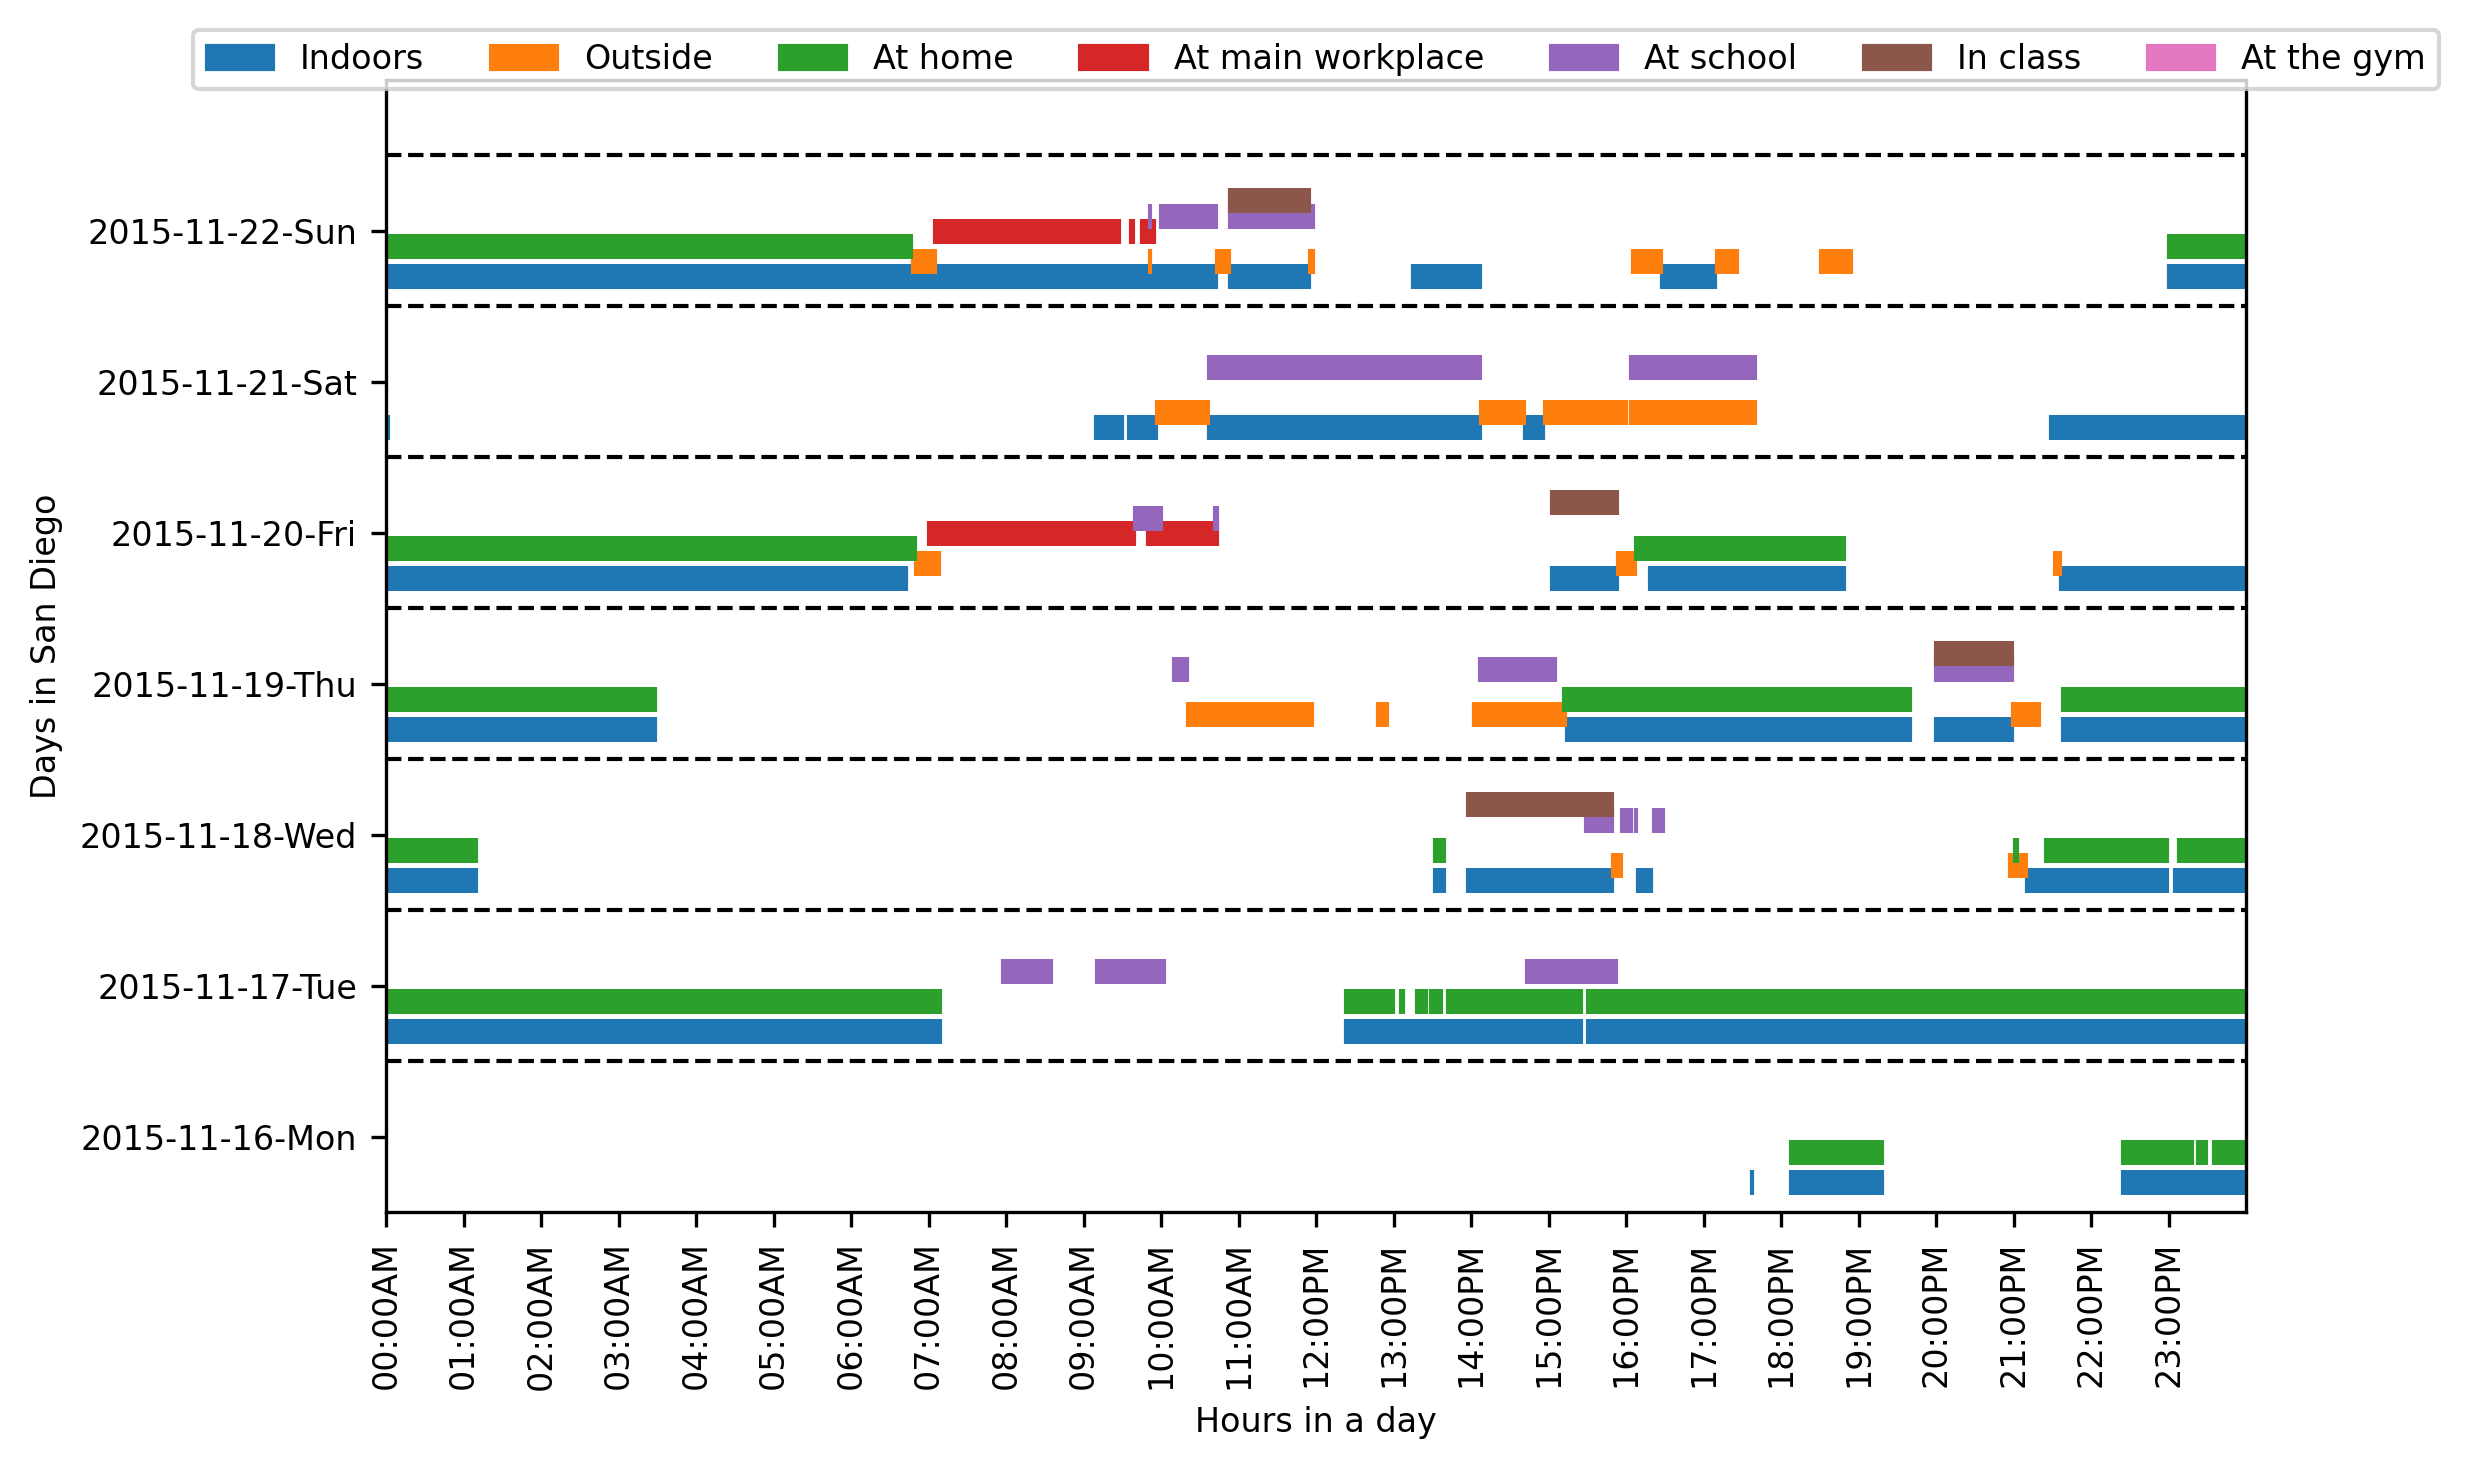 Indoors Outside At home At main workplace At school In class At the gym
2015-11-22-Sun
2015-11-21-Sat
2015-11-20-Fri
2015-11-19-Thu
2015-11-18-Wed
2015-11-17-Tue
2015-11-16-Mon
Days in San Diego
00:00AM
01:00AM
02:00AM
03:00AM
04:00AM
05:00AM
06:00AM
07:00AM
08:00AM
09:00AM
10:00AM
11:00AM
12:00PM
13:00PM
14:00PM
15:00PM
16:00PM
17:00PM
18:00PM
19:00PM
20:00PM
21:00PM
22:00PM
23:00PM
Hours in a day